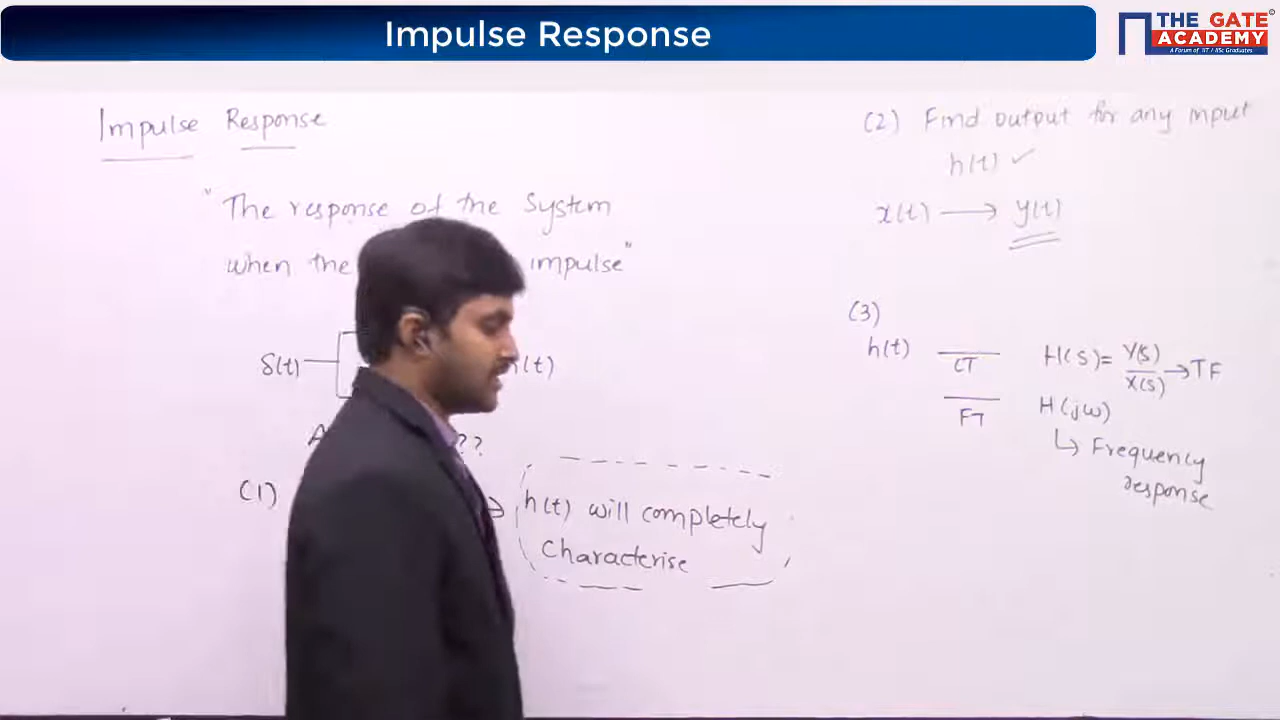 Impulse Response
THE GATE
ACADEMY
A Forum of IIT / IISc Graduates
Impulse Response
"The response of the System
when the impulse"
δ(t) h(t)
??
(1) → h(t) will completely
characterise
(2) Find output for any input
h(t) ✓
x(t) → y(t)
(3)
h(t) LT H(s) = Y(s)/X(s) → TF
FT H(jω)
↳ Frequency
response